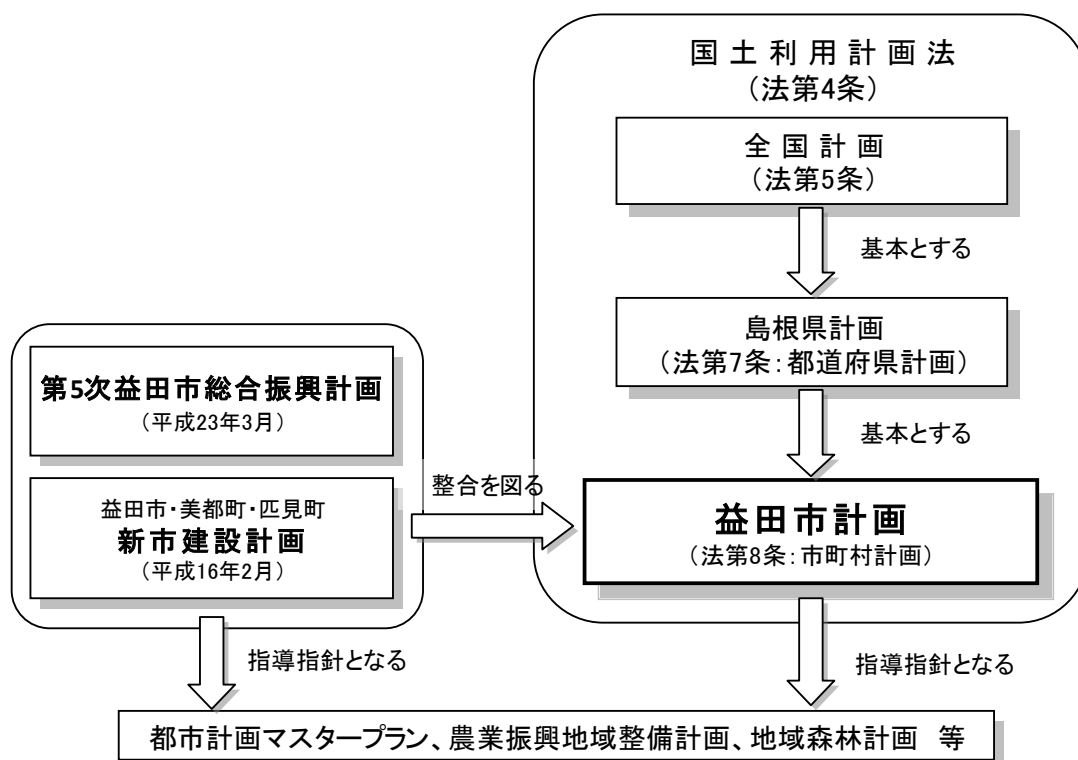 国土利用計画法
（法第4条）
全国計画
（法第5条）
基本とする
島根県計画
（法第7条：都道府県計画）
基本とする
第5次益田市総合振興計画
（平成23年3月）
益田市・美都町・匹見町
新市建設計画
（平成16年2月）
整合を図る
益田市計画
（法第8条：市町村計画）
指導指針となる
指導指針となる
都市計画マスタープラン、農業振興地域整備計画、地域森林計画　等